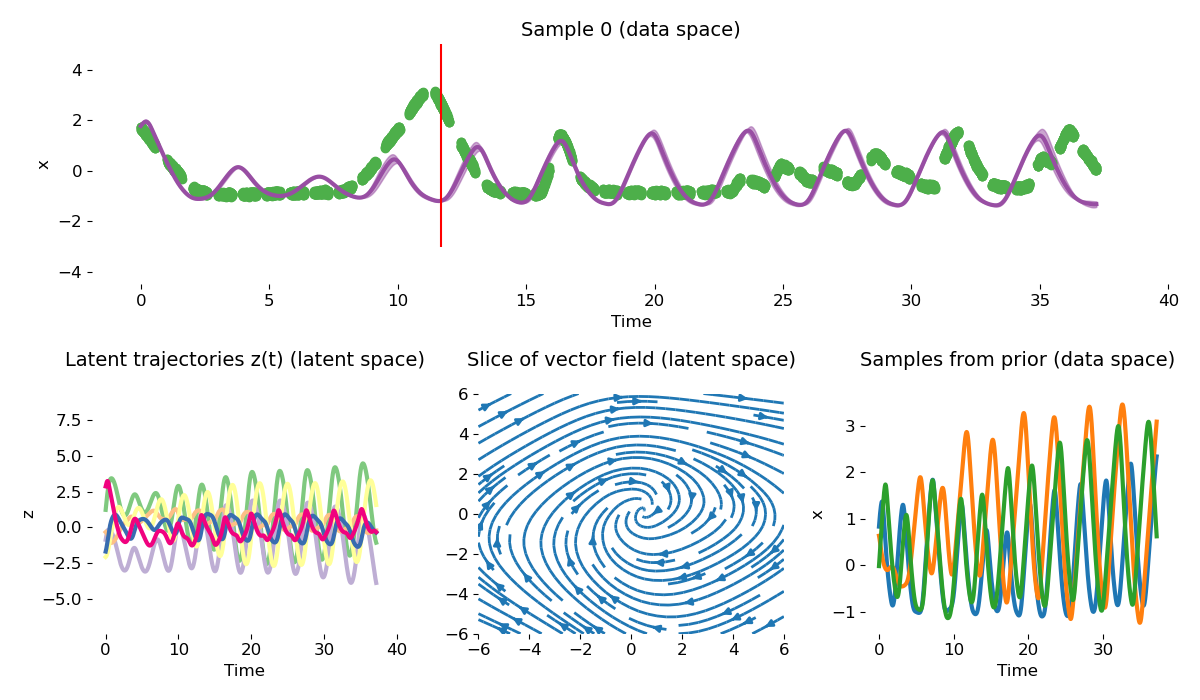 Sample 0 (data space)
4
2
0
−2
−4
x
0 5 10 15 20 25 30 35 40
Time
Latent trajectories z(t) (latent space)
7.5
5.0
2.5
0.0
−2.5
−5.0
z
0 10 20 30 40
Time
Slice of vector field (latent space)
6
4
2
0
−2
−4
−6
−6 −4 −2 0 2 4 6
Samples from prior (data space)
3
2
1
0
−1
x
0 10 20 30
Time